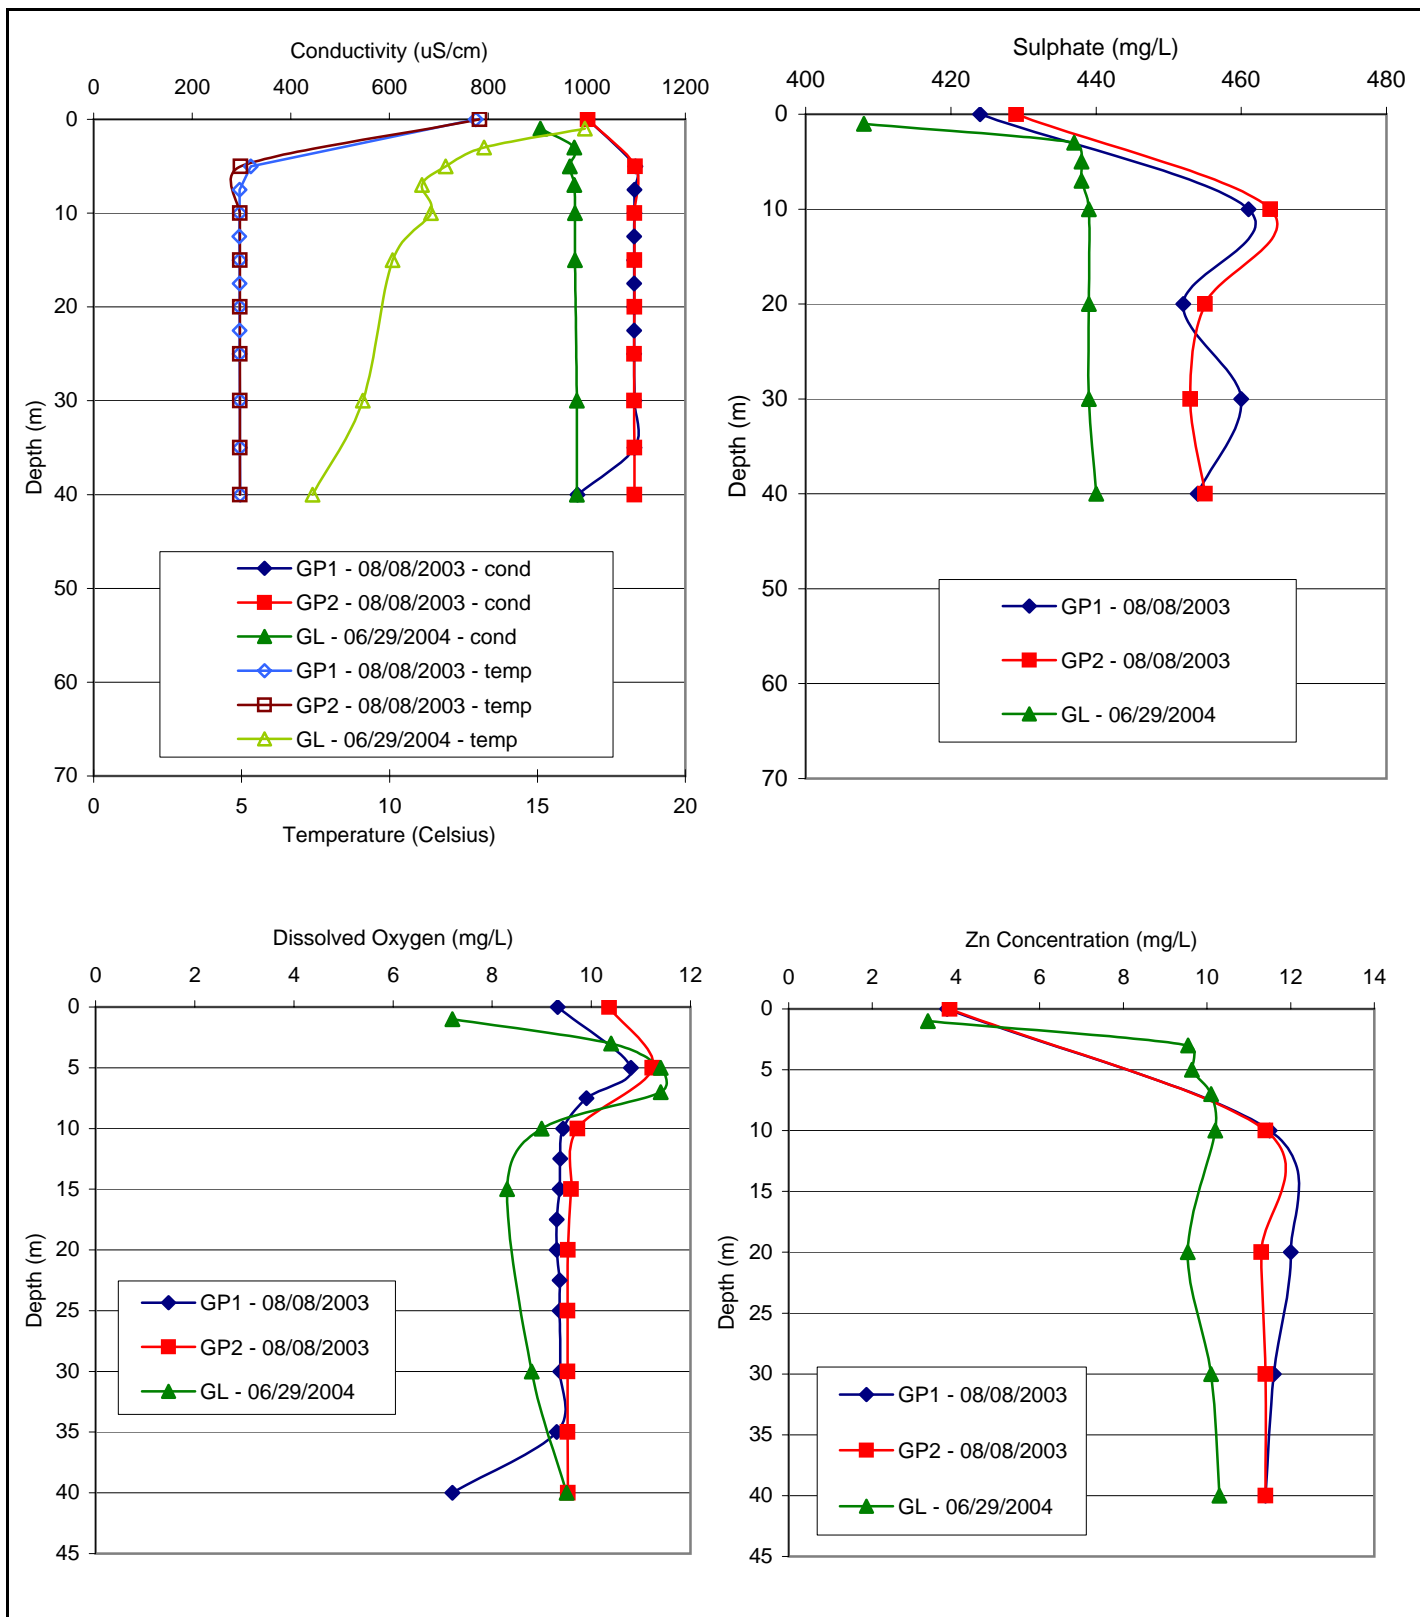 Conductivity (uS/cm)
0 200 400 600 800 1000 1200
0
10
20
30
40
50
60
70
Depth (m)
GP1 - 08/08/2003 - cond
GP2 - 08/08/2003 - cond
GL - 06/29/2004 - cond
GP1 - 08/08/2003 - temp
GP2 - 08/08/2003 - temp
GL - 06/29/2004 - temp
0 5 10 15 20
Temperature (Celsius)
Sulphate (mg/L)
400 420 440 460 480
0
10
20
30
40
50
60
70
Depth (m)
GP1 - 08/08/2003
GP2 - 08/08/2003
GL - 06/29/2004
Dissolved Oxygen (mg/L)
0 2 4 6 8 10 12
0
5
10
15
20
25
30
35
40
45
Depth (m)
GP1 - 08/08/2003
GP2 - 08/08/2003
GL - 06/29/2004
Zn Concentration (mg/L)
0 2 4 6 8 10 12 14
0
5
10
15
20
25
30
35
40
45
Depth (m)
GP1 - 08/08/2003
GP2 - 08/08/2003
GL - 06/29/2004